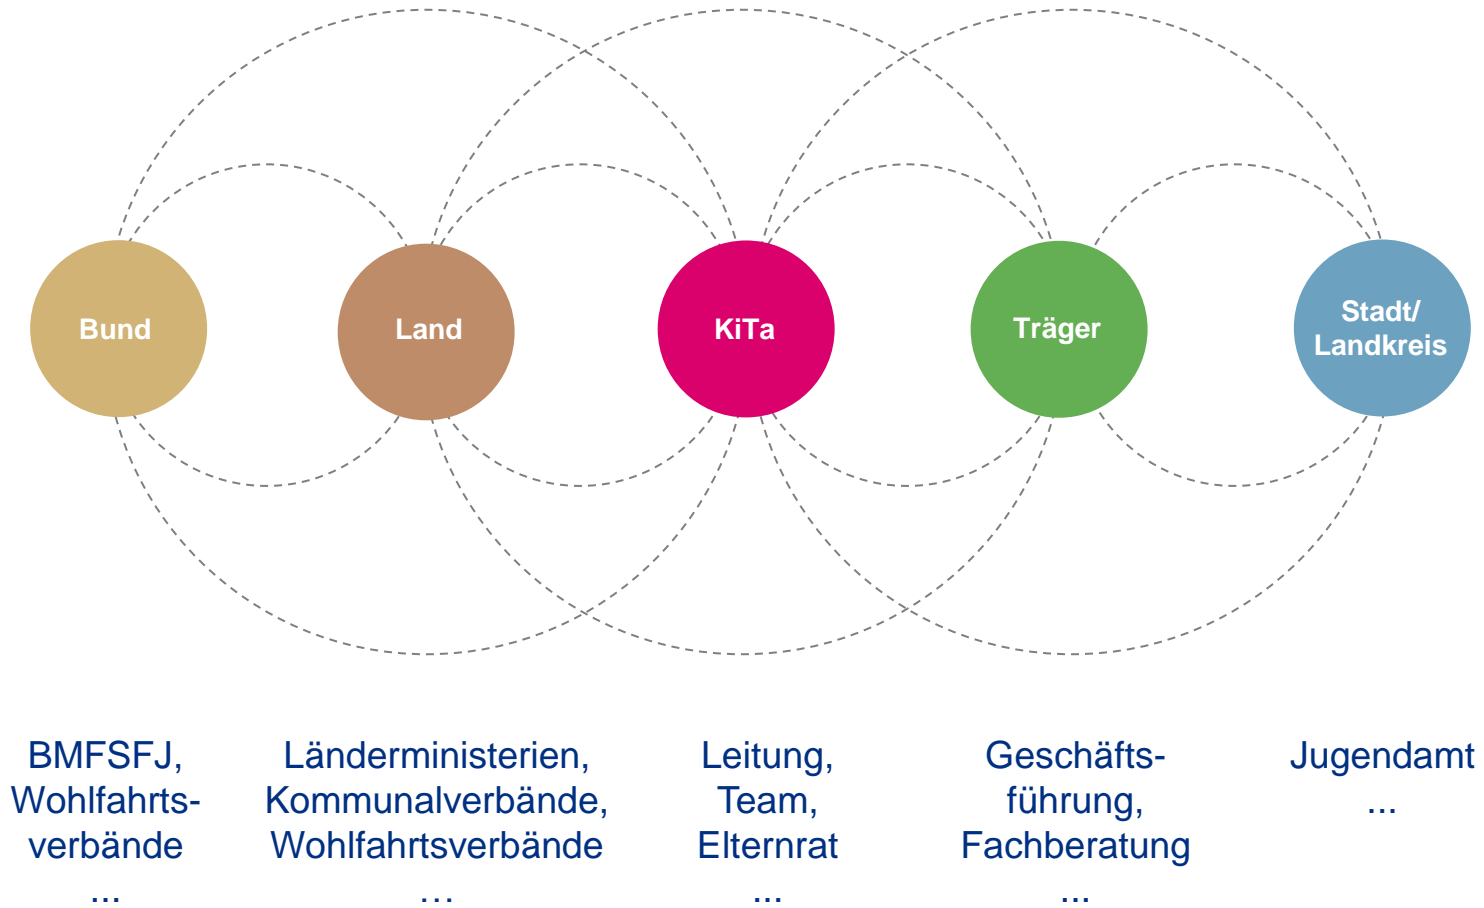 Bund
Land
KiTa
Träger
Stadt/
Landkreis
BMFSFJ,
Wohlfahrts-
verbände
...
Länderministerien,
Kommunalverbände,
Wohlfahrtsverbände
...
Leitung,
Team,
Elternrat
...
Geschäfts-
führung,
Fachberatung
...
Jugendamt
...